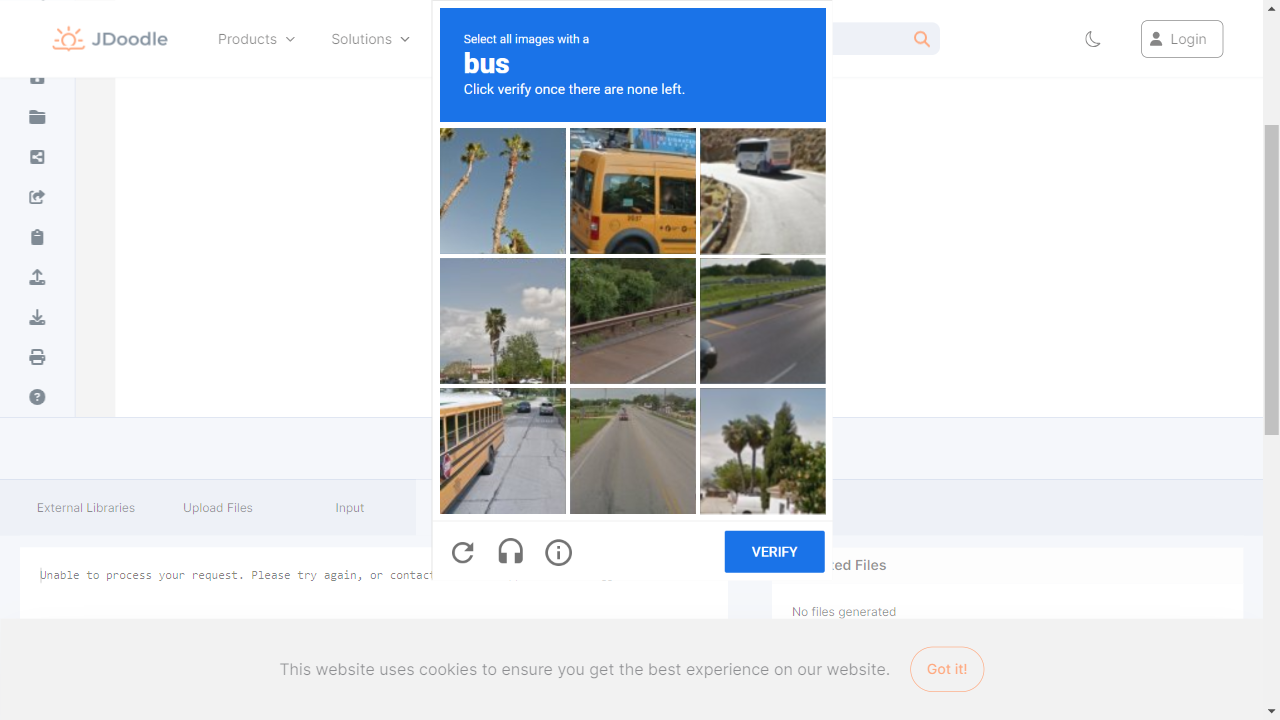 JDoodle
Products
Solutions
Login
Select all images with a
bus
Click verify once there are none left.
VERIFY
External Libraries
Upload Files
Input
Unable to process your request. Please try again, or contact
ed Files
No files generated
This website uses cookies to ensure you get the best experience on our website.
Got it!